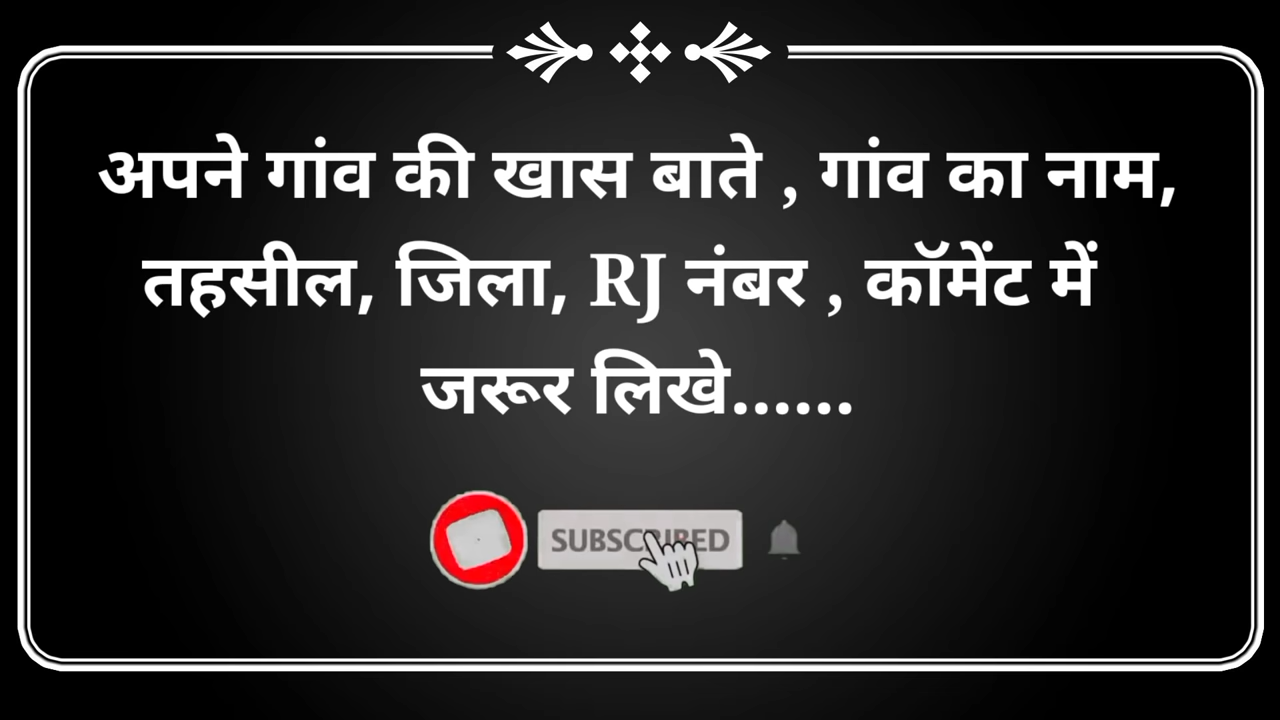 अपने गांव की खास बाते , गांव का नाम,
तहसील, जिला, RJ नंबर , कॉमेंट में
जरूर लिखे......
SUBSCRIBED